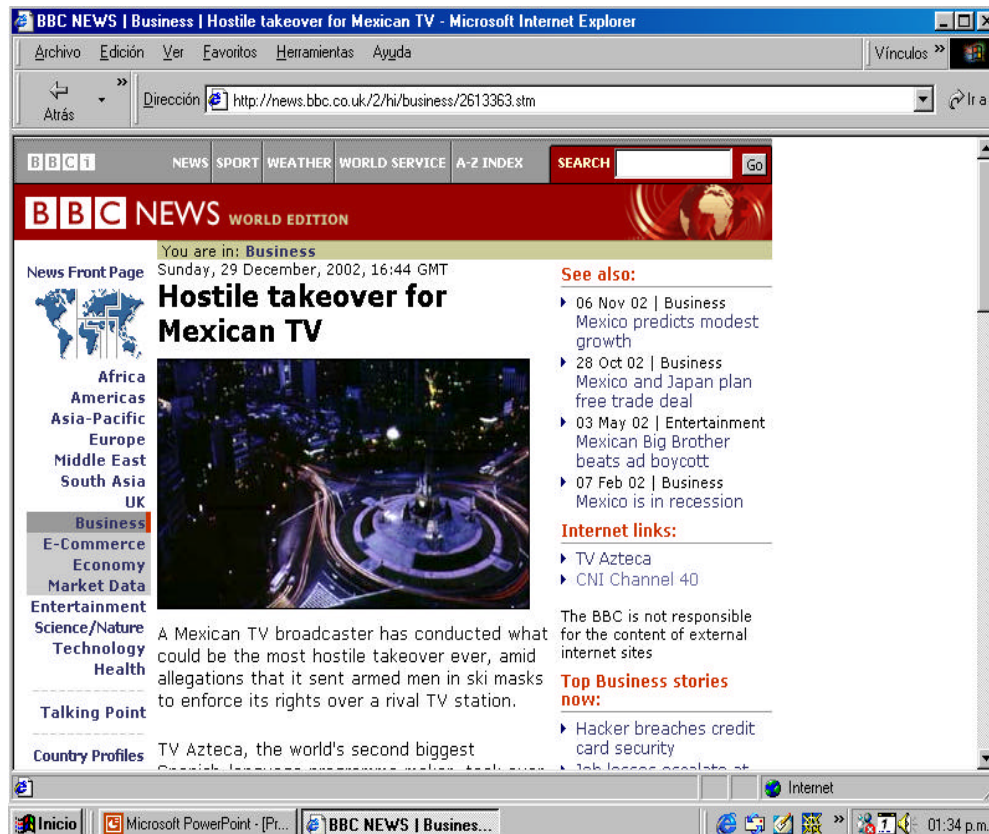 BBC NEWS | Business | Hostile takeover for Mexican TV - Microsoft Internet Explorer
Archivo Edición Ver Favoritos Herramientas Ayuda Vínculos »
Atrás » Dirección http://news.bbc.co.uk/2/hi/business/2613363.stm Ir a
BBCi NEWS SPORT WEATHER WORLD SERVICE A-Z INDEX SEARCH Go
BBC NEWS WORLD EDITION
You are in: Business
News Front Page
Africa
Americas
Asia-Pacific
Europe
Middle East
South Asia
UK
Business
E-Commerce
Economy
Market Data
Entertainment
Science/Nature
Technology
Health
Talking Point
Country Profiles
Sunday, 29 December, 2002, 16:44 GMT
Hostile takeover for
Mexican TV
A Mexican TV broadcaster has conducted what
could be the most hostile takeover ever, amid
allegations that it sent armed men in ski masks
to enforce its rights over a rival TV station.
TV Azteca, the world's second biggest
See also:
06 Nov 02 | Business
Mexico predicts modest
growth
28 Oct 02 | Business
Mexico and Japan plan
free trade deal
03 May 02 | Entertainment
Mexican Big Brother
beats ad boycott
07 Feb 02 | Business
Mexico is in recession
Internet links:
TV Azteca
CNI Channel 40
The BBC is not responsible
for the content of external
internet sites
Top Business stories
now:
Hacker breaches credit
card security
Internet
Inicio Microsoft PowerPoint - [Pr... BBC NEWS | Busines... » 01:34 p.m.